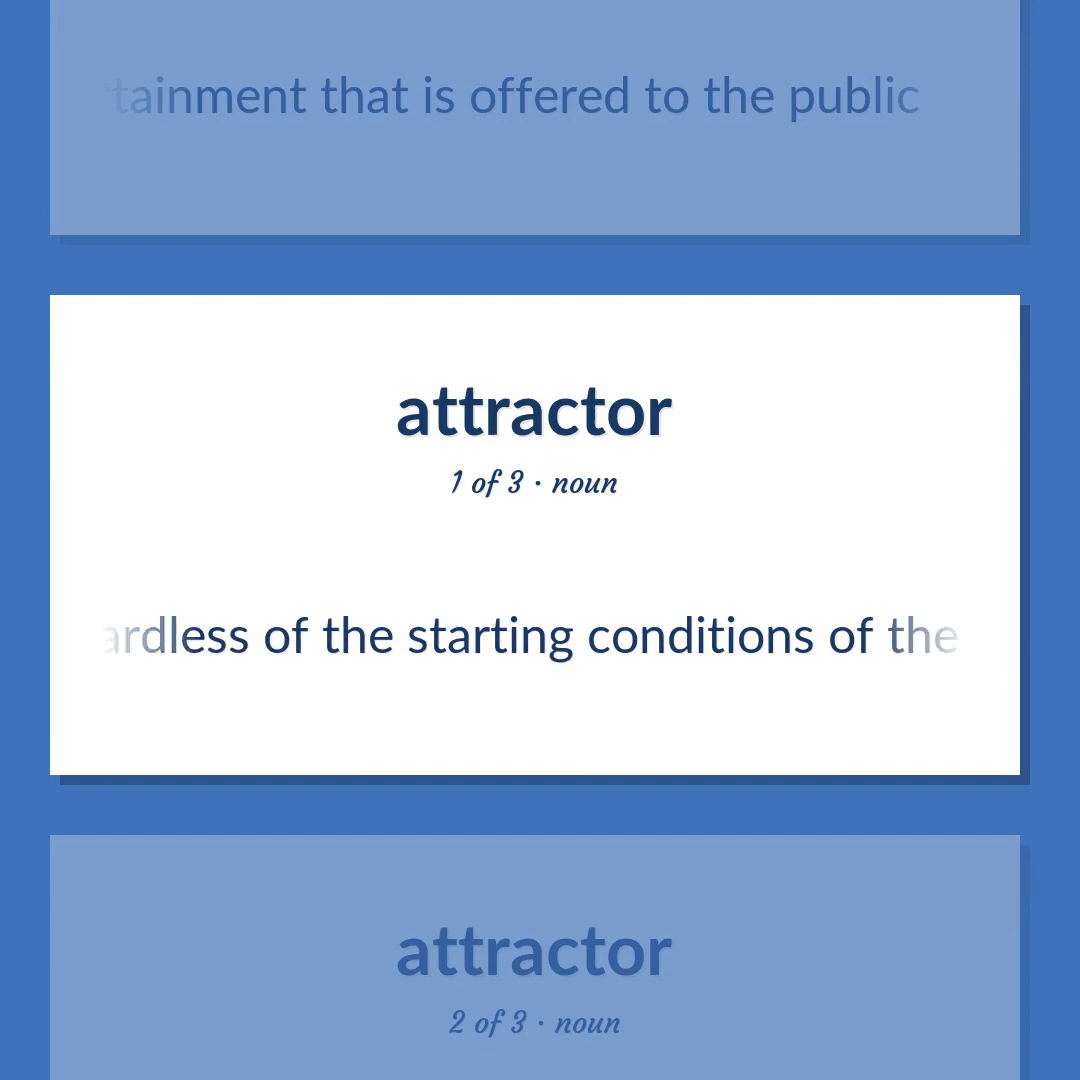 tainment that is offered to the public
attractor
1 of 3 · noun
ardless of the starting conditions of the
attractor
2 of 3 · noun